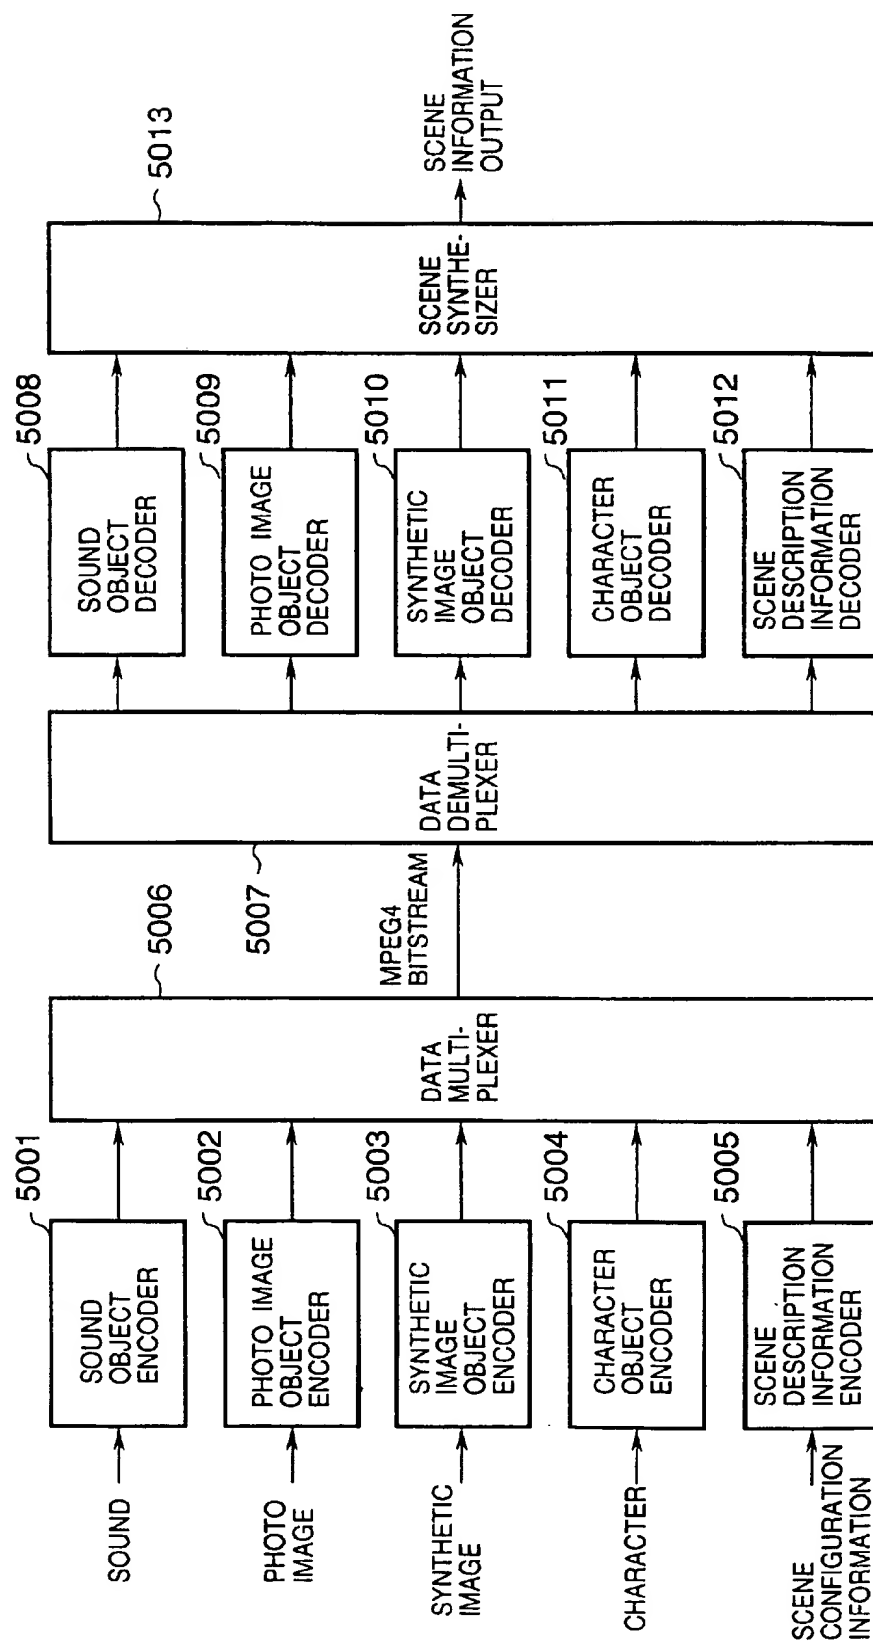 SOUND
PHOTO
IMAGE
SYNTHETIC
IMAGE
CHARACTER
SCENE
CONFIGURATION
INFORMATION
5001
SOUND
OBJECT
ENCODER
5002
PHOTO IMAGE
OBJECT
ENCODER
5003
SYNTHETIC
IMAGE
OBJECT
ENCODER
5004
CHARACTER
OBJECT
ENCODER
5005
SCENE
DESCRIPTION
INFORMATION
ENCODER
5006
DATA
MULTI-
PLEXER
MPEG4
BITSTREAM
5007
DATA
DEMULTI-
PLEXER
5008
SOUND
OBJECT
DECODER
5009
PHOTO IMAGE
OBJECT
DECODER
5010
SYNTHETIC
IMAGE
OBJECT
DECODER
5011
CHARACTER
OBJECT
DECODER
5012
SCENE
DESCRIPTION
INFORMATION
DECODER
5013
SCENE
SYNTHE-
SIZER
SCENE
INFORMATION
OUTPUT